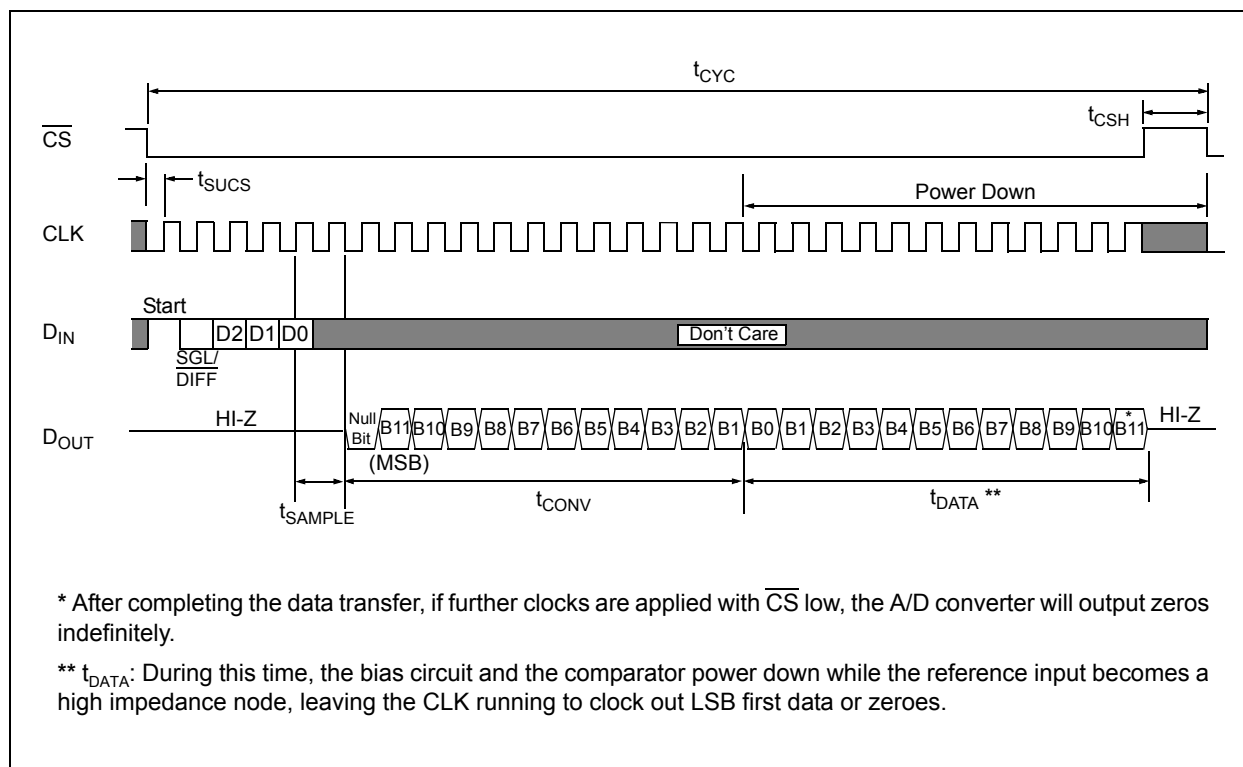 tCYC
tCSH
CS
tSUCS
Power Down
CLK
Start
DIN
D2 D1 D0
Don't Care
SGL/
DIFF
HI-Z
DOUT
Null
Bit
B11 B10 B9 B8 B7 B6 B5 B4 B3 B2 B1 B0 B1 B2 B3 B4 B5 B6 B7 B8 B9 B10 B11
*
HI-Z
(MSB)
tSAMPLE
tCONV
tDATA **
* After completing the data transfer, if further clocks are applied with CS low, the A/D converter will output zeros
indefinitely.
** tDATA: During this time, the bias circuit and the comparator power down while the reference input becomes a
high impedance node, leaving the CLK running to clock out LSB first data or zeroes.